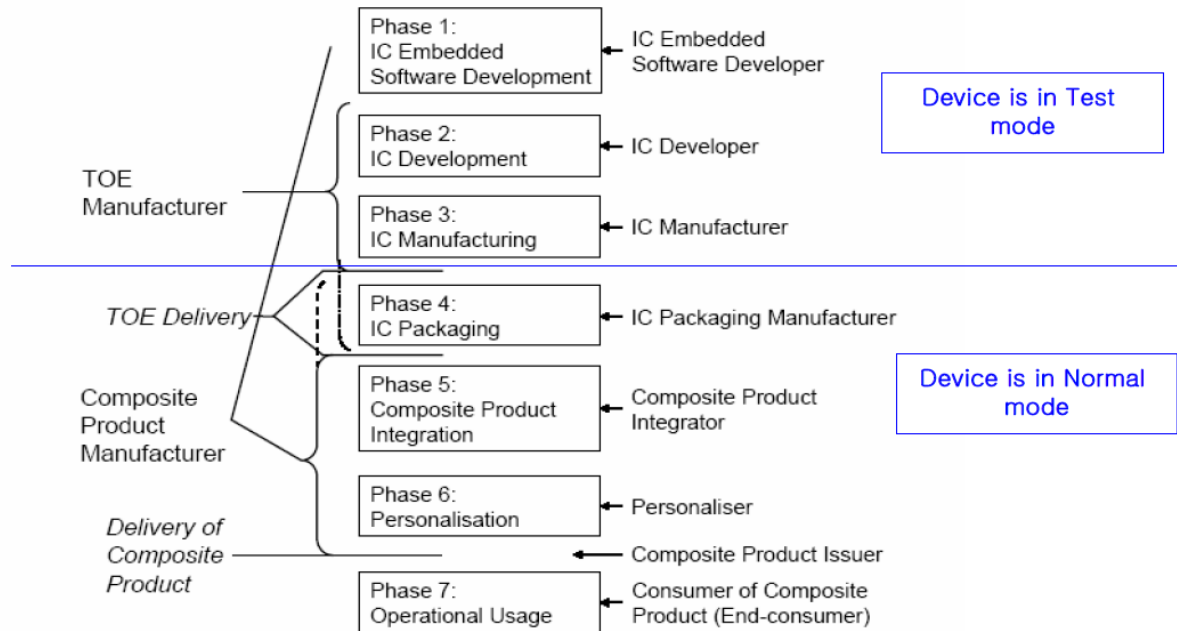 Phase 1:
IC Embedded
Software Development
IC Embedded
Software Developer
Device is in Test
mode
Phase 2:
IC Development
IC Developer
TOE
Manufacturer
Phase 3:
IC Manufacturing
IC Manufacturer
TOE Delivery
Phase 4:
IC Packaging
IC Packaging Manufacturer
Device is in Normal
mode
Composite
Product
Manufacturer
Phase 5:
Composite Product
Integration
Composite Product
Integrator
Phase 6:
Personalisation
Personaliser
Delivery of
Composite
Product
Composite Product Issuer
Phase 7:
Operational Usage
Consumer of Composite
Product (End-consumer)